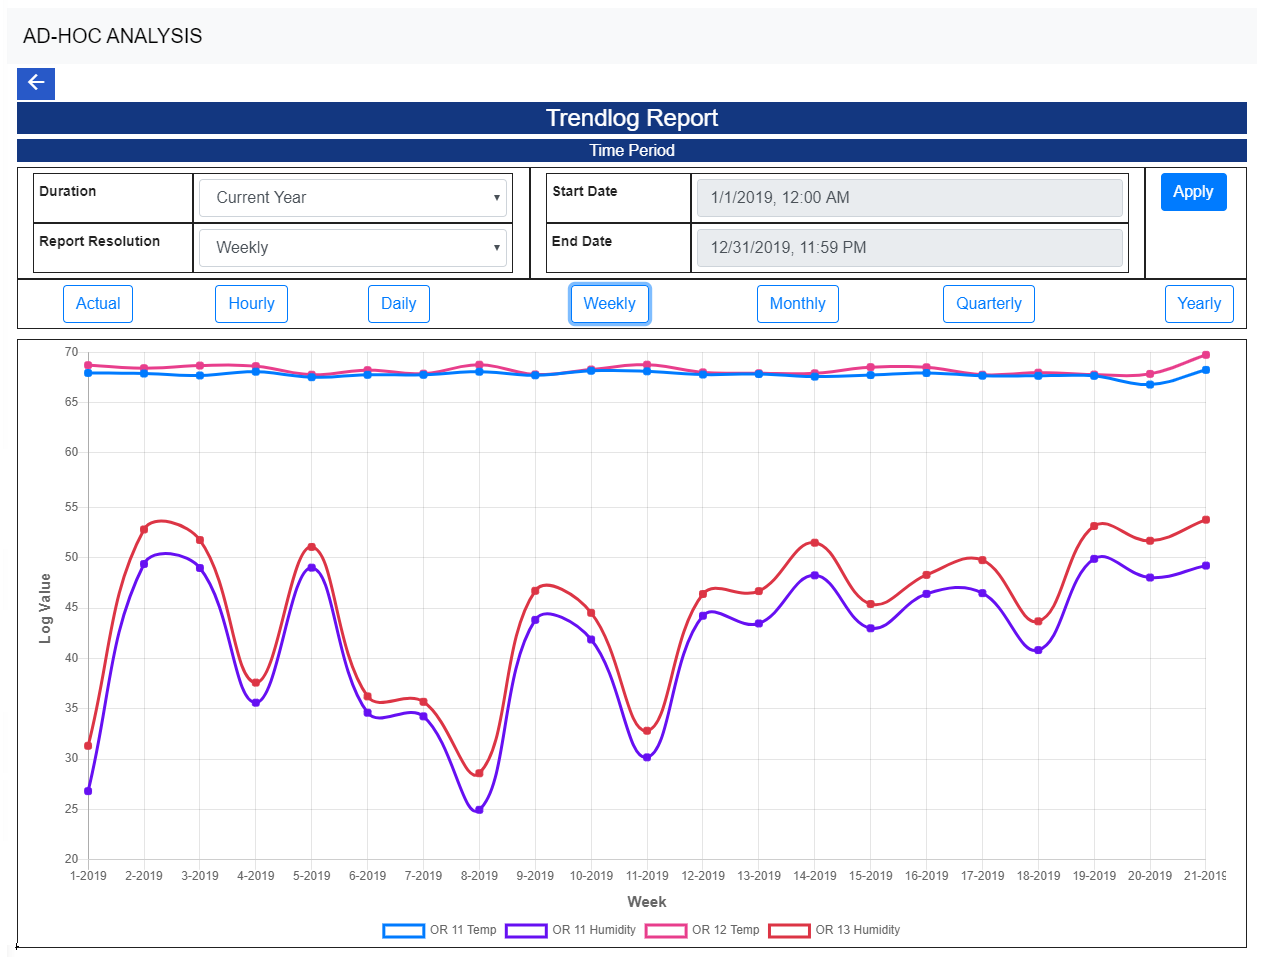 AD-HOC ANALYSIS
Trendlog Report
Time Period
Duration
Current Year
Start Date
1/1/2019, 12:00 AM
Apply
Report Resolution
Weekly
End Date
12/31/2019, 11:59 PM
Actual
Hourly
Daily
Weekly
Monthly
Quarterly
Yearly
70
65
60
55
50
45
40
35
30
25
20
Log Value
1-2019 2-2019 3-2019 4-2019 5-2019 6-2019 7-2019 8-2019 9-2019 10-2019 11-2019 12-2019 13-2019 14-2019 15-2019 16-2019 17-2019 18-2019 19-2019 20-2019 21-2019
Week
OR 11 Temp OR 11 Humidity OR 12 Temp OR 13 Humidity